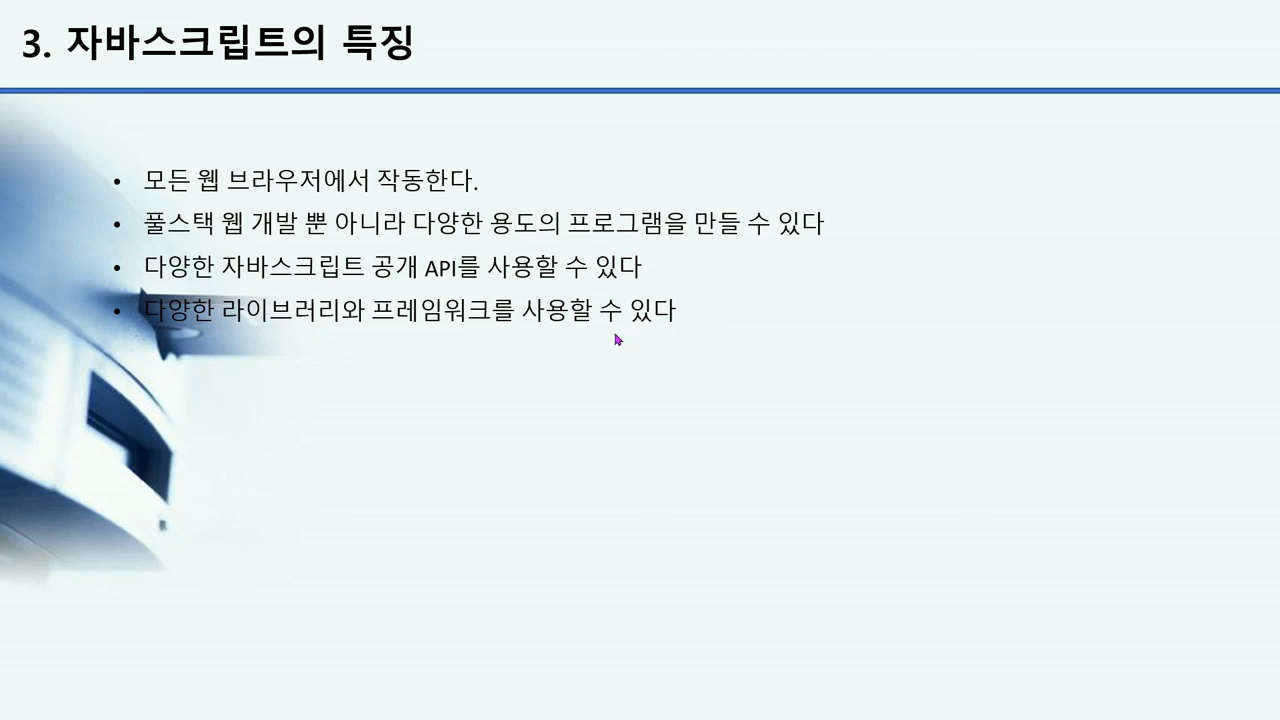 3. 자바스크립트의 특징
• 모든 웹 브라우저에서 작동한다.
• 풀스택 웹 개발 뿐 아니라 다양한 용도의 프로그램을 만들 수 있다
• 다양한 자바스크립트 공개 API를 사용할 수 있다
• 다양한 라이브러리와 프레임워크를 사용할 수 있다